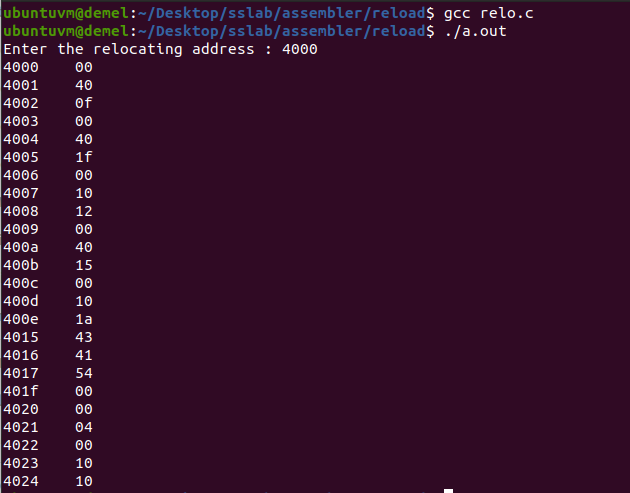 ubuntuvm@demel:~/Desktop/sslab/assembler/reload$ gcc relo.c
ubuntuvm@demel:~/Desktop/sslab/assembler/reload$ ./a.out
Enter the relocating address : 4000
4000 00
4001 40
4002 0f
4003 00
4004 40
4005 1f
4006 00
4007 10
4008 12
4009 00
400a 40
400b 15
400c 00
400d 10
400e 1a
4015 43
4016 41
4017 54
401f 00
4020 00
4021 04
4022 00
4023 10
4024 10